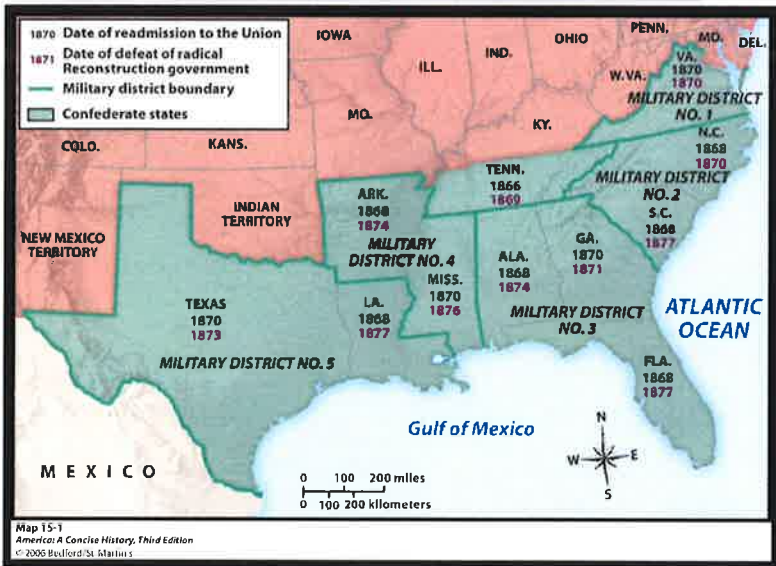 1870 Date of readmission to the Union
1871 Date of defeat of radical
Reconstruction government
Military district boundary
Confederate states
IOWA
ILL.
IND.
OHIO
PENN.
MD.
DEL.
W.VA.
VA.
1870
1870
MILITARY DISTRICT
NO. 1
COLO.
KANS.
MO.
KY.
N.C.
1868
1870
MILITARY DISTRICT
NO. 2
S.C.
1868
1877
TENN.
1866
1869
NEW MEXICO
TERRITORY
INDIAN
TERRITORY
ARK.
1868
1874
MILITARY
DISTRICT NO. 4
MISS.
1870
1876
ALA.
1868
1874
GA.
1870
1871
MILITARY DISTRICT
NO. 3
TEXAS
1870
1873
LA.
1868
1877
MILITARY DISTRICT NO. 5
ATLANTIC
OCEAN
FLA.
1868
1877
Gulf of Mexico
MEXICO
N
W
E
S
0 100 200 miles
0 100 200 kilometers
Map 15-1
America: A Concise History, Third Edition
© 2006 Bedford/St. Martin's